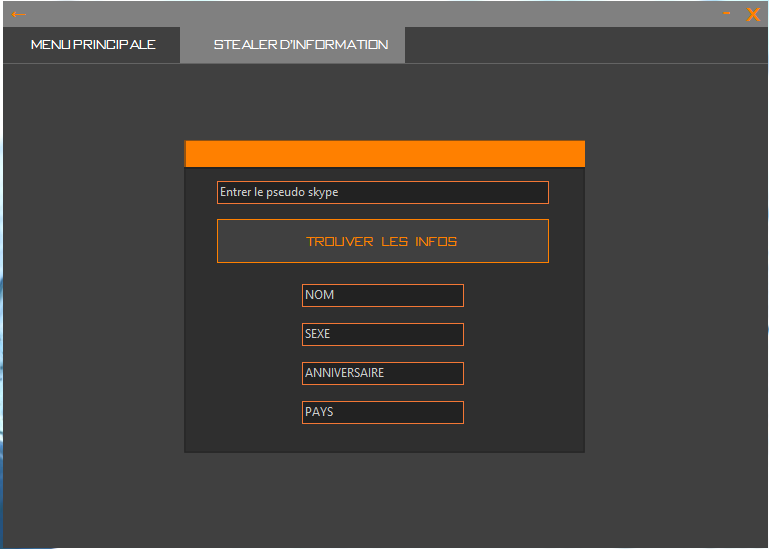 ←
- X
MENU PRINCIPALE STEALER D'INFORMATION
Entrer le pseudo skype
TROUVER LES INFOS
NOM
SEXE
ANNIVERSAIRE
PAYS